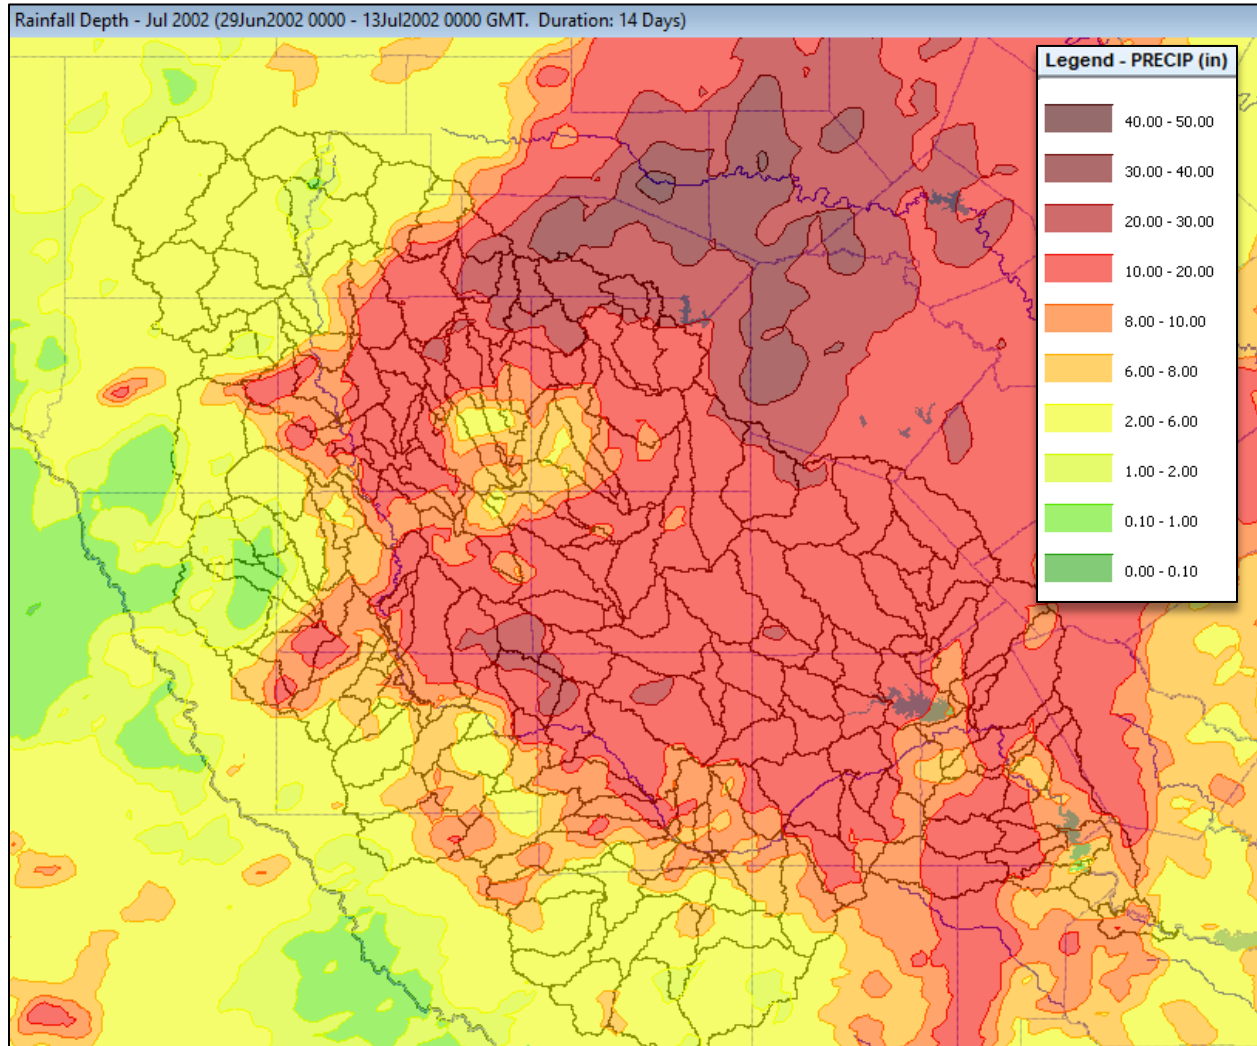 Rainfall Depth - Jul 2002 (29Jun2002 0000 - 13Jul2002 0000 GMT.  Duration: 14 Days)
Legend - PRECIP (in)
40.00 - 50.00
30.00 - 40.00
20.00 - 30.00
10.00 - 20.00
8.00 - 10.00
6.00 - 8.00
2.00 - 6.00
1.00 - 2.00
0.10 - 1.00
0.00 - 0.10